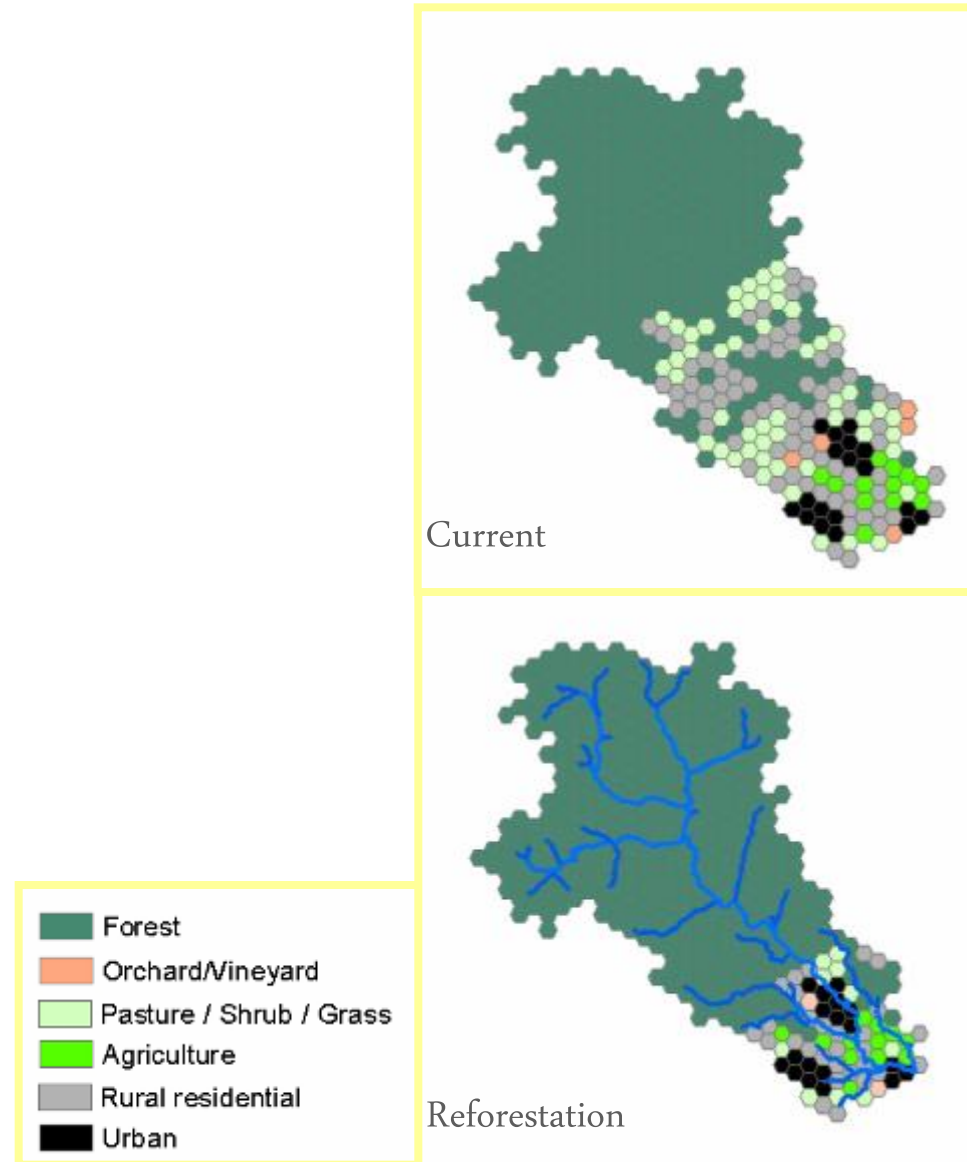 Current
Forest
Orchard/Vineyard
Pasture / Shrub / Grass
Agriculture
Rural residential
Urban
Reforestation